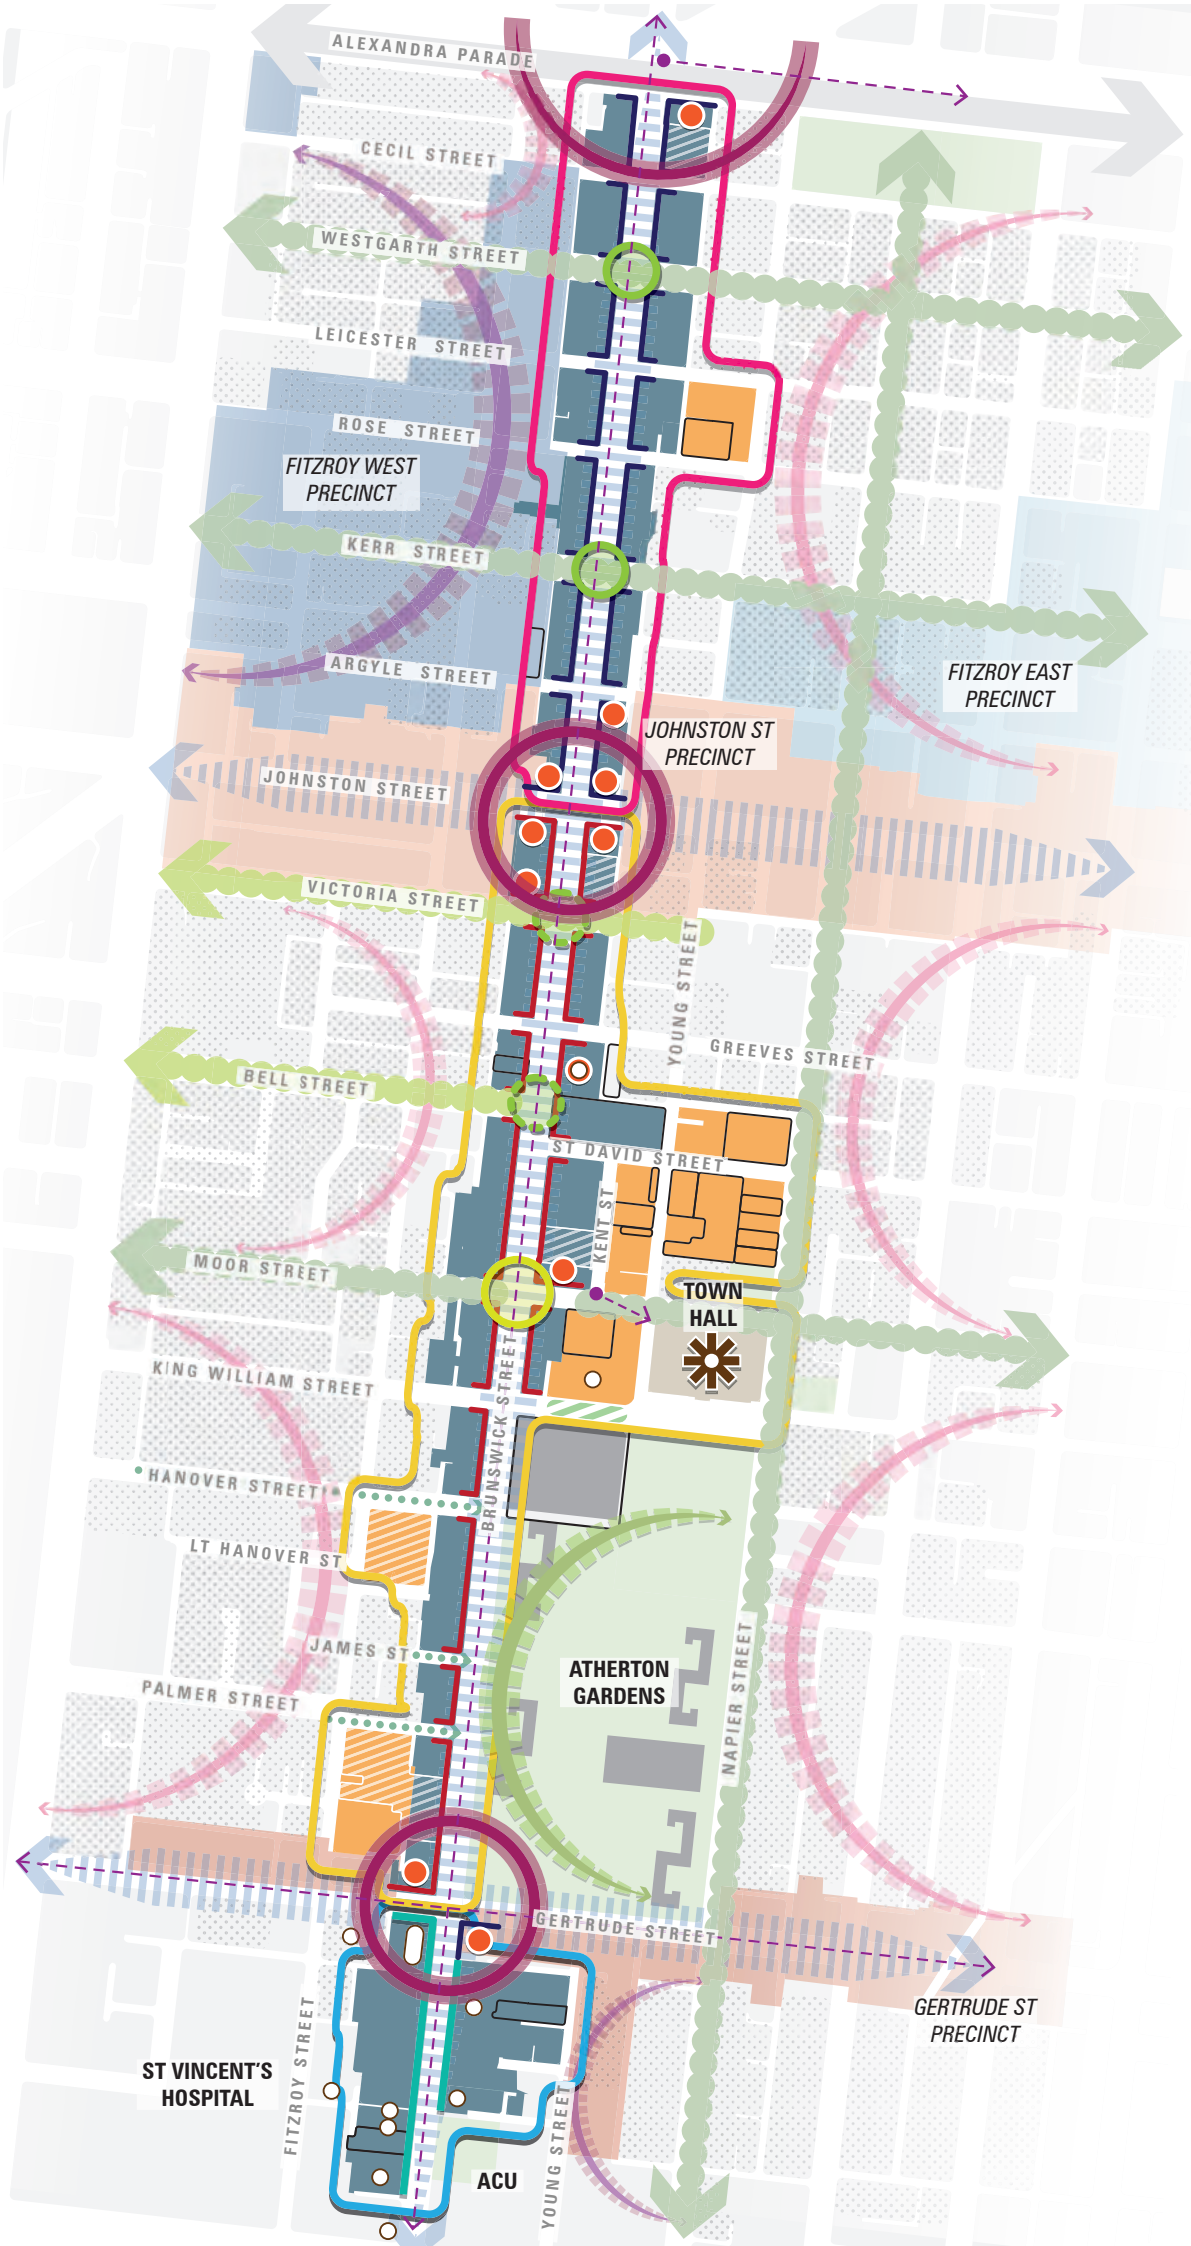 ALEXANDRA PARADE
CECIL STREET
WESTGARTH STREET
LEICESTER STREET
ROSE STREET
FITZROY WEST
PRECINCT
KERR STREET
ARGYLE STREET
FITZROY EAST
PRECINCT
JOHNSTON ST
PRECINCT
JOHNSTON STREET
VICTORIA STREET
YOUNG STREET
GREEVES STREET
BELL STREET
ST DAVID STREET
KENT ST
MOOR STREET
TOWN
HALL
KING WILLIAM STREET
BRUNSWICK STREET
HANOVER STREET
LT HANOVER ST
JAMES ST
ATHERTON
GARDENS
PALMER STREET
NAPIER STREET
GERTRUDE STREET
GERTRUDE ST
PRECINCT
FITZROY STREET
ST VINCENT'S
HOSPITAL
YOUNG STREET
ACU